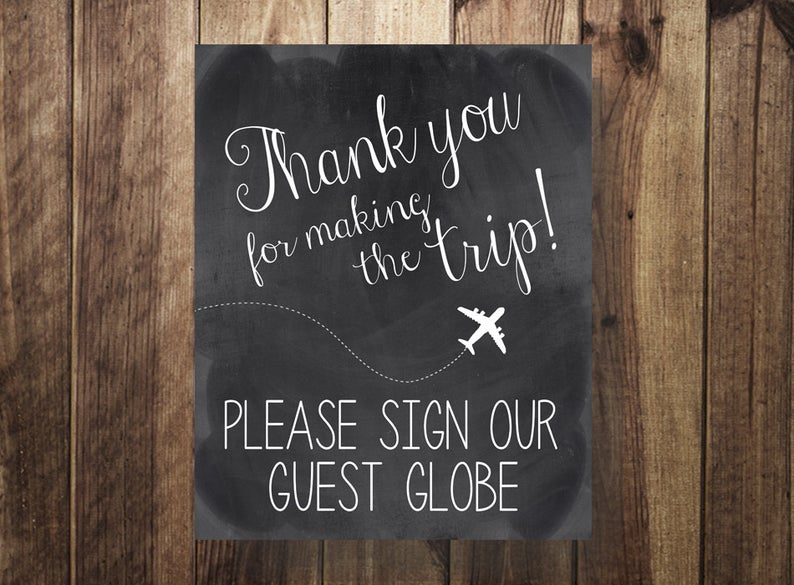 Thank you
for making
the trip!
PLEASE SIGN OUR
GUEST GLOBE